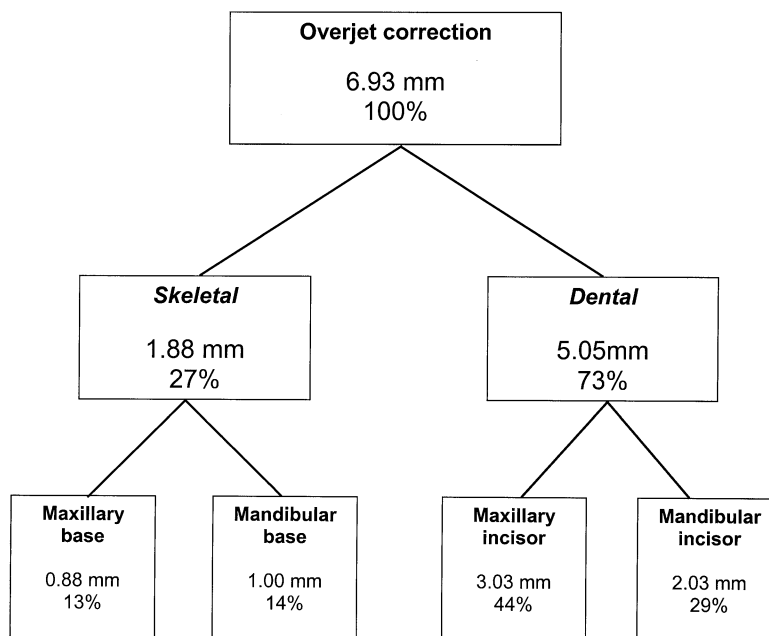 Overjet correction
6.93 mm
100%
Skeletal
1.88 mm
27%
Dental
5.05mm
73%
Maxillary
base
0.88 mm
13%
Mandibular
base
1.00 mm
14%
Maxillary
incisor
3.03 mm
44%
Mandibular
incisor
2.03 mm
29%